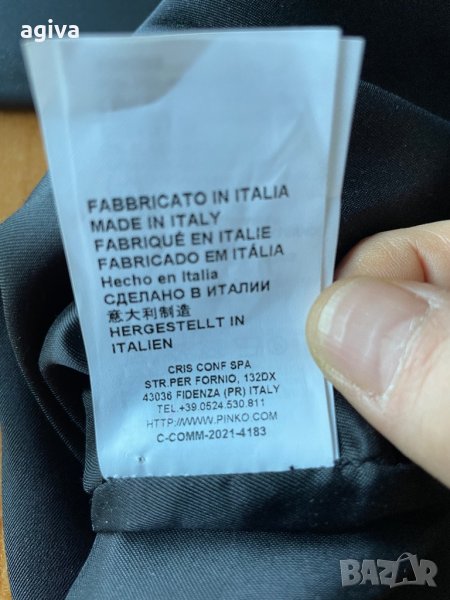 agiva
FABBRICATO IN ITALIA
MADE IN ITALY
FABRIQUÉ EN ITALIE
FABRICADO EM ITÁLIA
Hecho en Italia
СДЕЛАНО В ИТАЛИИ
意大利制造
HERGESTELLT IN
ITALIEN
CRIS CONF SPA
STR.PER FORNIO, 132DX
43036 FIDENZA (PR) ITALY
TEL.+39.0524.530.811
HTTP://WWW.PINKO.COM
C-COMM-2021-4183
BAZAR